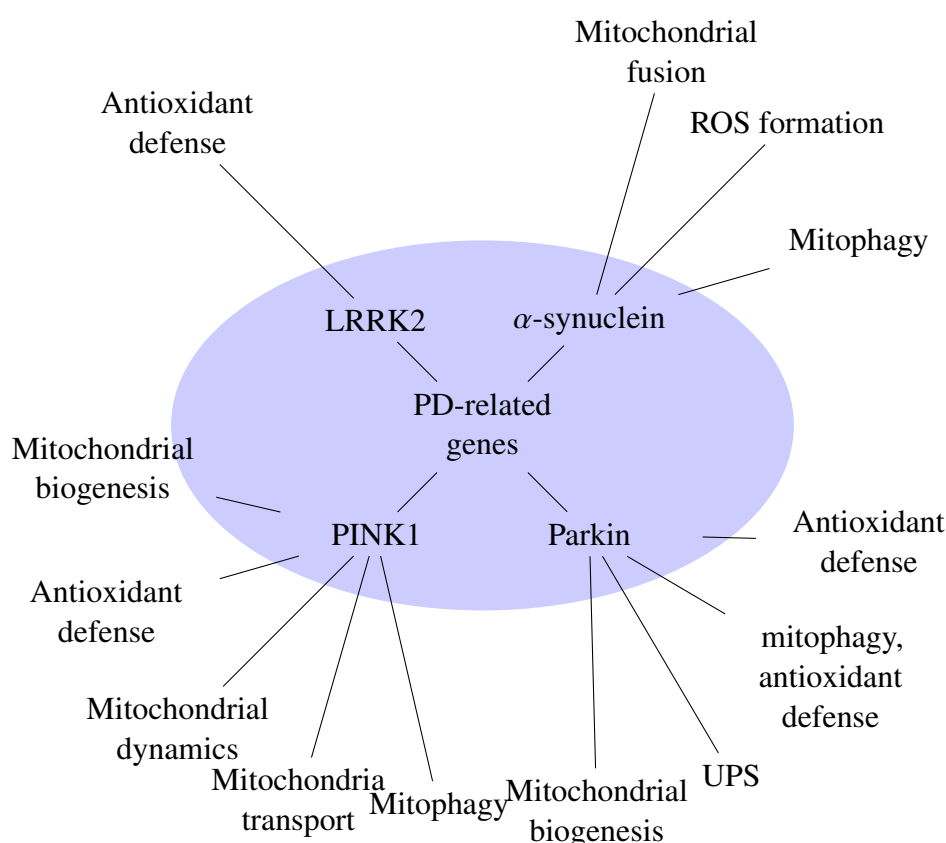 Mitochondrial
fusion
Antioxidant
defense
ROS formation
Mitophagy
LRRK2
α-synuclein
PD-related
genes
Mitochondrial
biogenesis
PINK1
Parkin
Antioxidant
defense
Antioxidant
defense
mitophagy,
antioxidant
defense
Mitochondrial
dynamics
Mitochondria
transport
Mitophagy
Mitochondrial
biogenesis
UPS